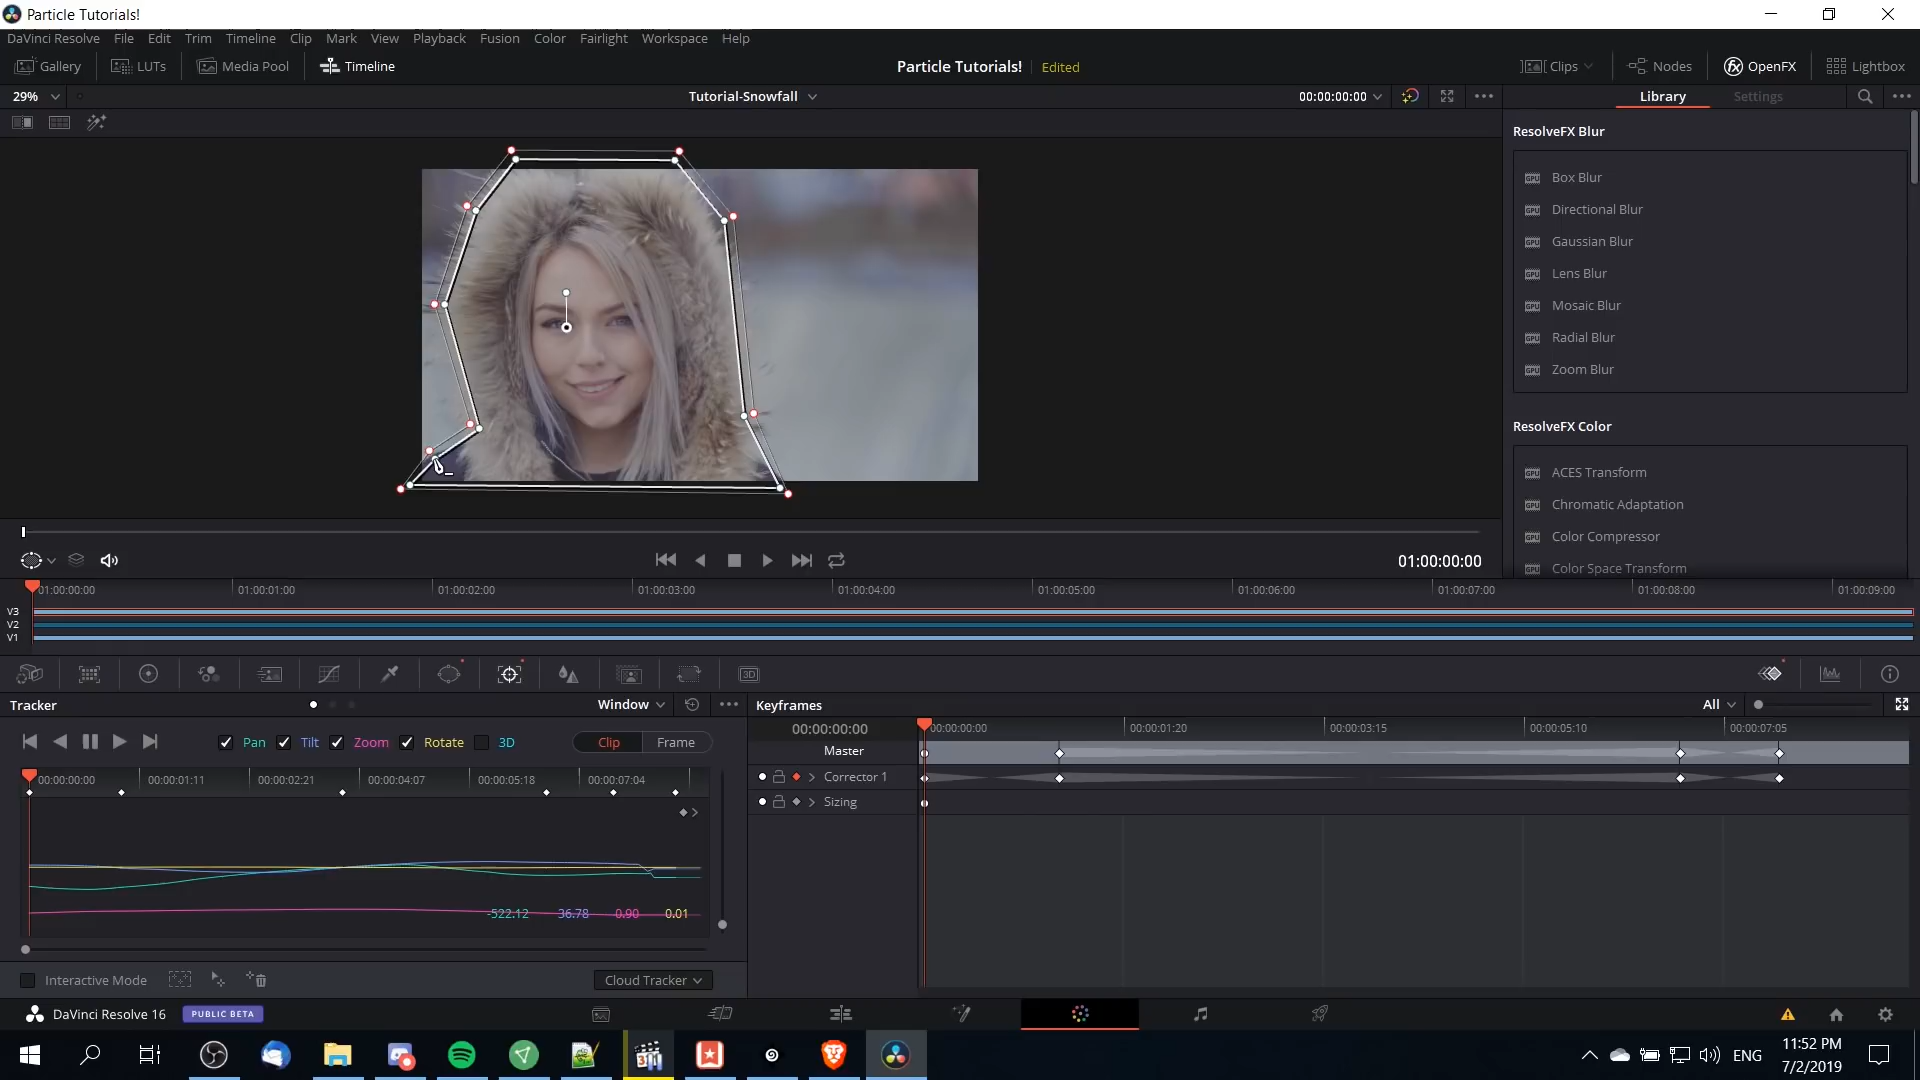 Particle Tutorials!
DaVinci Resolve File Edit Trim Timeline Clip Mark View Playback Fusion Color Fairlight Workspace Help
Gallery LUTs Media Pool Timeline Particle Tutorials! Edited Clips Nodes OpenFX Lightbox
29% Tutorial-Snowfall 00:00:00:00 Library Settings
ResolveFX Blur
Box Blur
Directional Blur
Gaussian Blur
Lens Blur
Mosaic Blur
Radial Blur
Zoom Blur
ResolveFX Color
ACES Transform
Chromatic Adaptation
Color Compressor
Color Space Transform
01:00:00:00
01:00:00:00 01:00:01:00 01:00:02:00 01:00:03:00 01:00:04:00 01:00:05:00 01:00:06:00 01:00:07:00 01:00:08:00 01:00:09:00
V3
V2
V1
3D
Tracker Window Keyframes All
00:00:00:00 00:00:00:00 00:00:01:20 00:00:03:15 00:00:05:10 00:00:07:05
Pan Tilt Zoom Rotate 3D Clip Frame
Master
00:00:00:00 00:00:01:11 00:00:02:21 00:00:04:07 00:00:05:18 00:00:07:04
Corrector 1
Sizing
-522.12 36.78 0.90 0.01
Interactive Mode Cloud Tracker
DaVinci Resolve 16 PUBLIC BETA
ENG
11:52 PM
7/2/2019